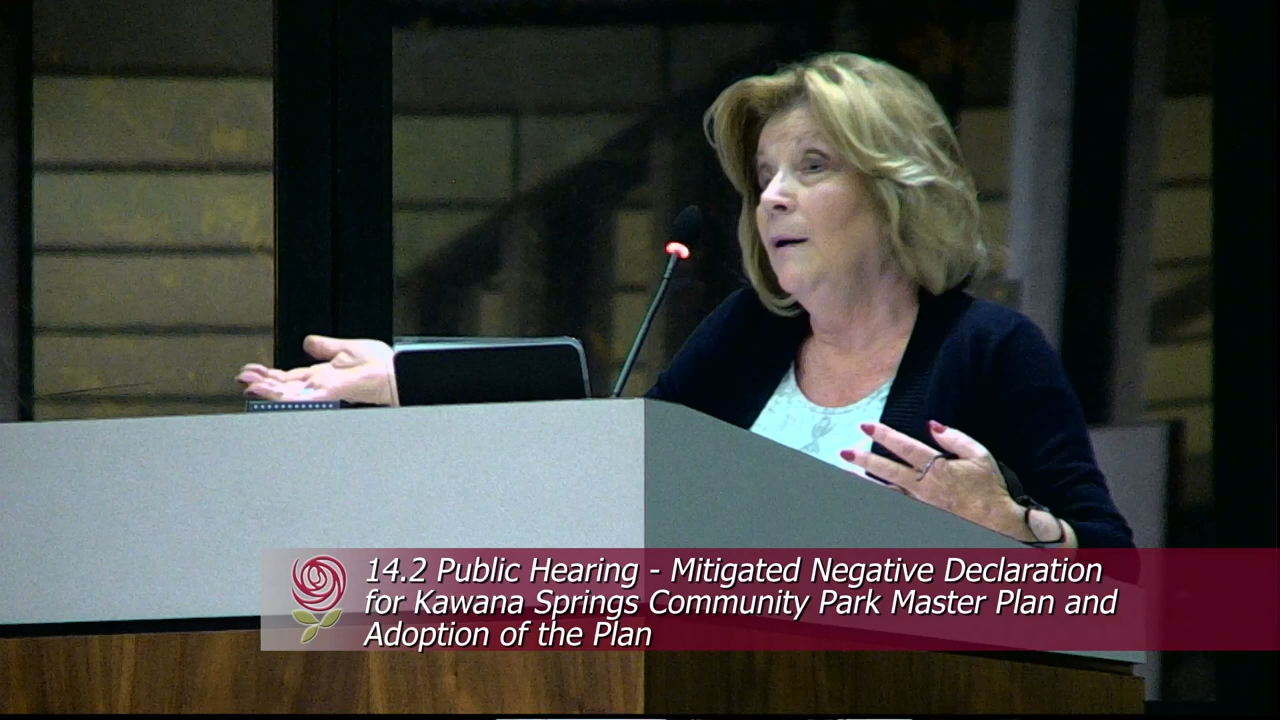 14.2 Public Hearing - Mitigated Negative Declaration
for Kawana Springs Community Park Master Plan and
Adoption of the Plan